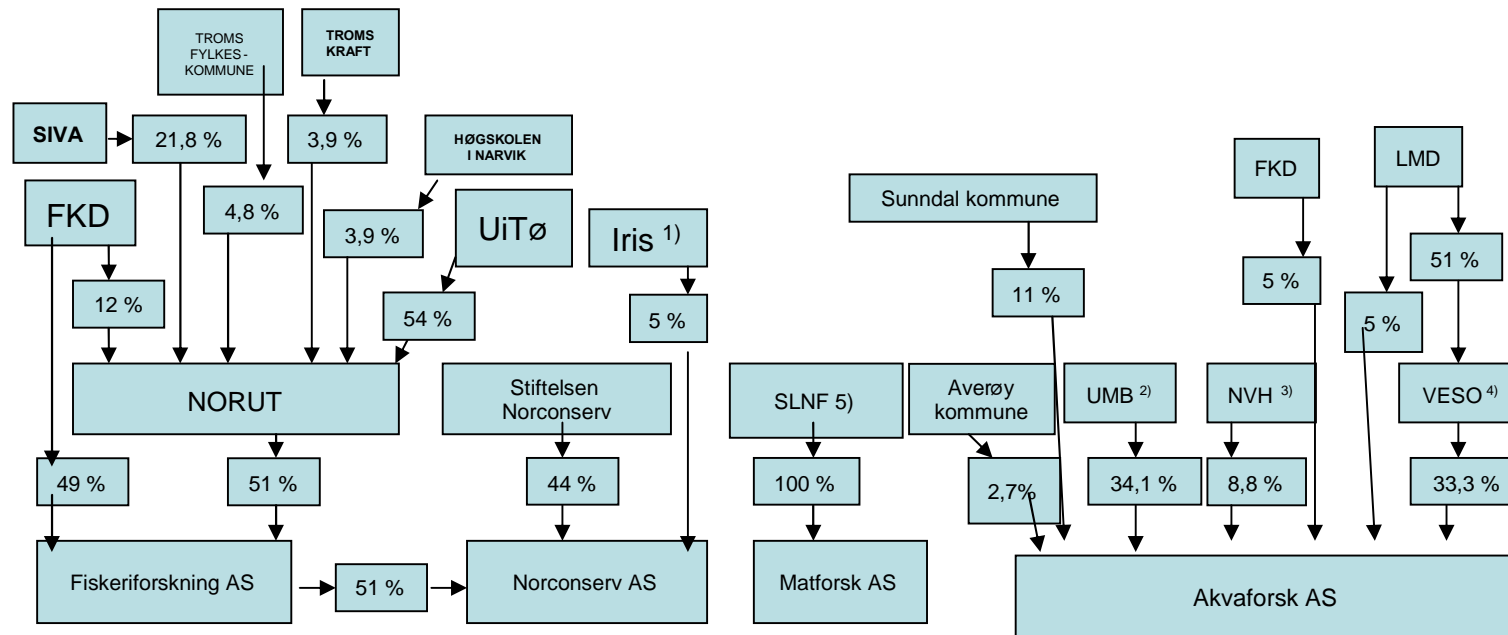 TROMS
FYLKES-
KOMMUNE
TROMS
KRAFT
SIVA
21,8 %
3,9 %
HØGSKOLEN
I NARVIK
FKD
LMD
FKD
4,8 %
3,9 %
UiTø
Iris 1)
Sunndal kommune
51 %
12 %
54 %
5 %
11 %
5 %
5 %
NORUT
Stiftelsen
Norconserv
SLNF 5)
Averøy
kommune
UMB 2)
NVH 3)
VESO 4)
49 %
51 %
44 %
100 %
2,7%
34,1 %
8,8 %
33,3 %
Fiskeriforskning AS
51 %
Norconserv AS
Matforsk AS
Akvaforsk AS